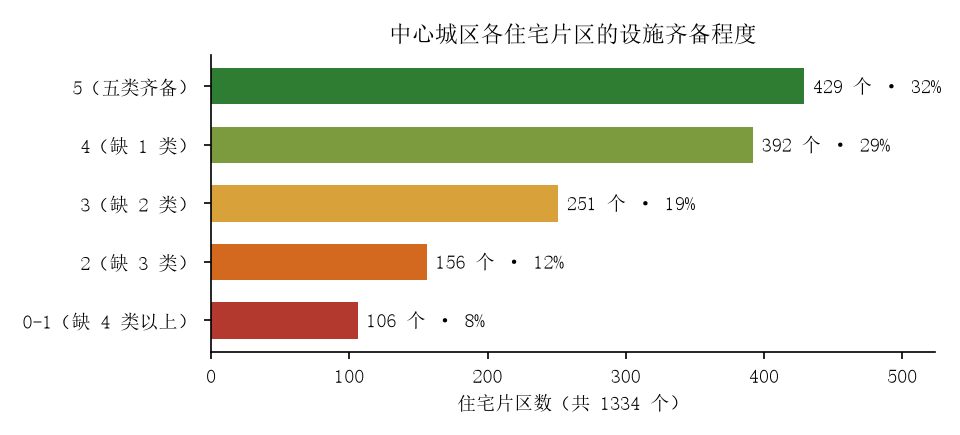 中心城区各住宅片区的设施齐备程度
5（五类齐备）
429 个 • 32%
4（缺 1 类）
392 个 • 29%
3（缺 2 类）
251 个 • 19%
2（缺 3 类）
156 个 • 12%
0-1（缺 4 类以上）
106 个 • 8%
0 100 200 300 400 500
住宅片区数（共 1334 个）